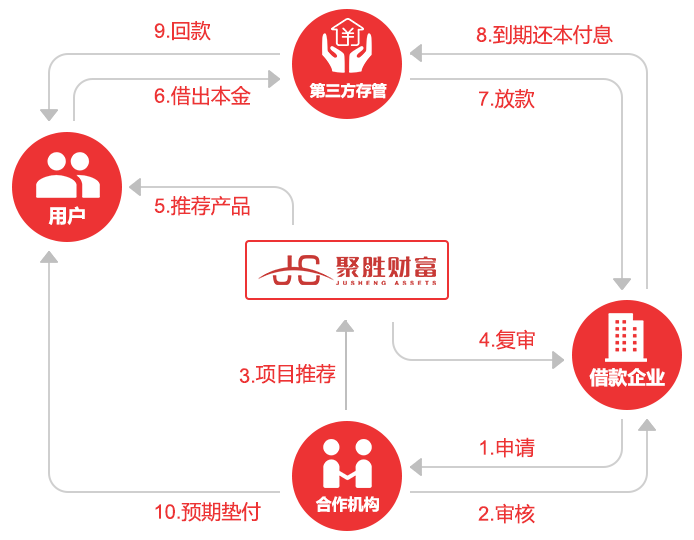 9.回款
8.到期还本付息
第三方存管
6.借出本金
7.放款
用户
5.推荐产品
JS 聚胜财富
JUSHENG ASSETS
4.复审
3.项目推荐
借款企业
1.申请
合作机构
10.预期垫付
2.审核